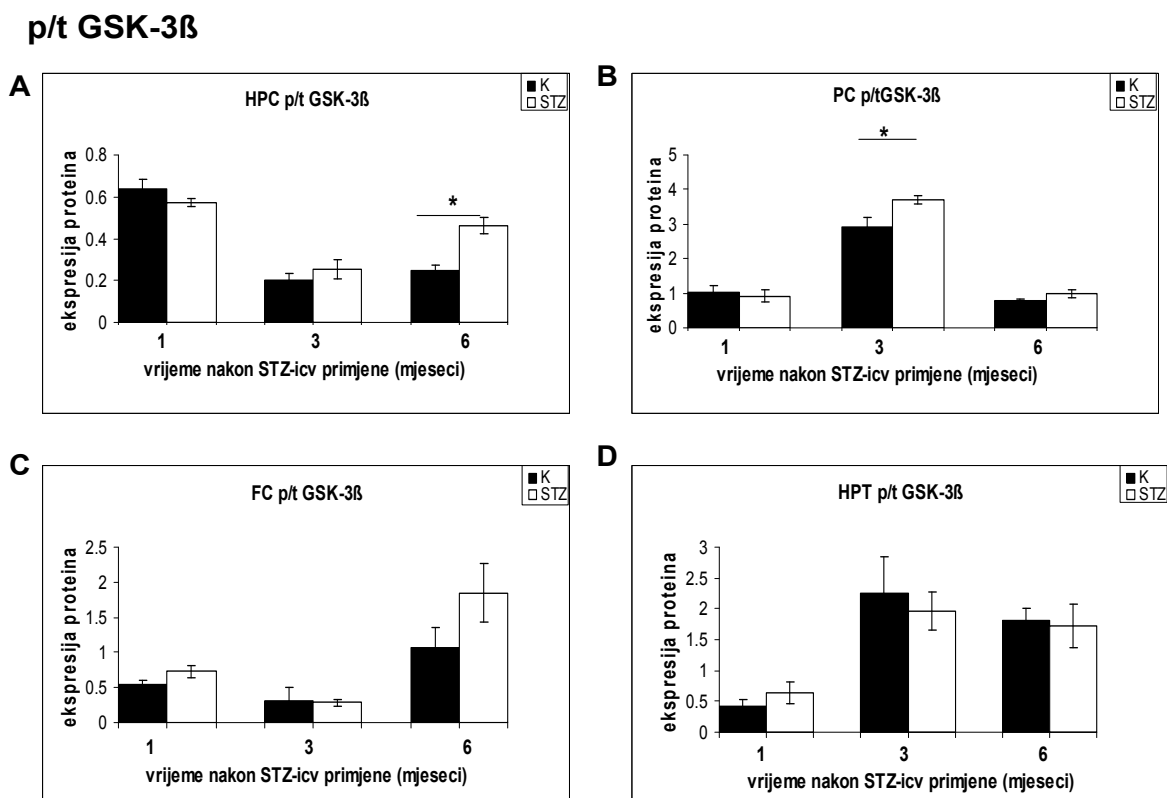 p/t GSK-3ß
A
HPC p/t GSK-3ß
K
STZ
ekspresija proteina
0.8
0.6
0.4
0.2
0
*
1 3 6
vrijeme nakon STZ-icv primjene (mjeseci)
B
PC p/tGSK-3ß
K
STZ
ekspresija proteina
5
4
3
2
1
0
*
1 3 6
vrijeme nakon STZ-icv primjene (mjeseci)
C
FC p/t GSK-3ß
K
STZ
ekspresija proteina
2.5
2
1.5
1
0.5
0
1 3 6
vrijeme nakon STZ-icv primjene (mjeseci)
D
HPT p/t GSK-3ß
K
STZ
ekspresija proteina
3
2.5
2
1.5
1
0.5
0
1 3 6
vrijeme nakon STZ-icv primjene (mjeseci)